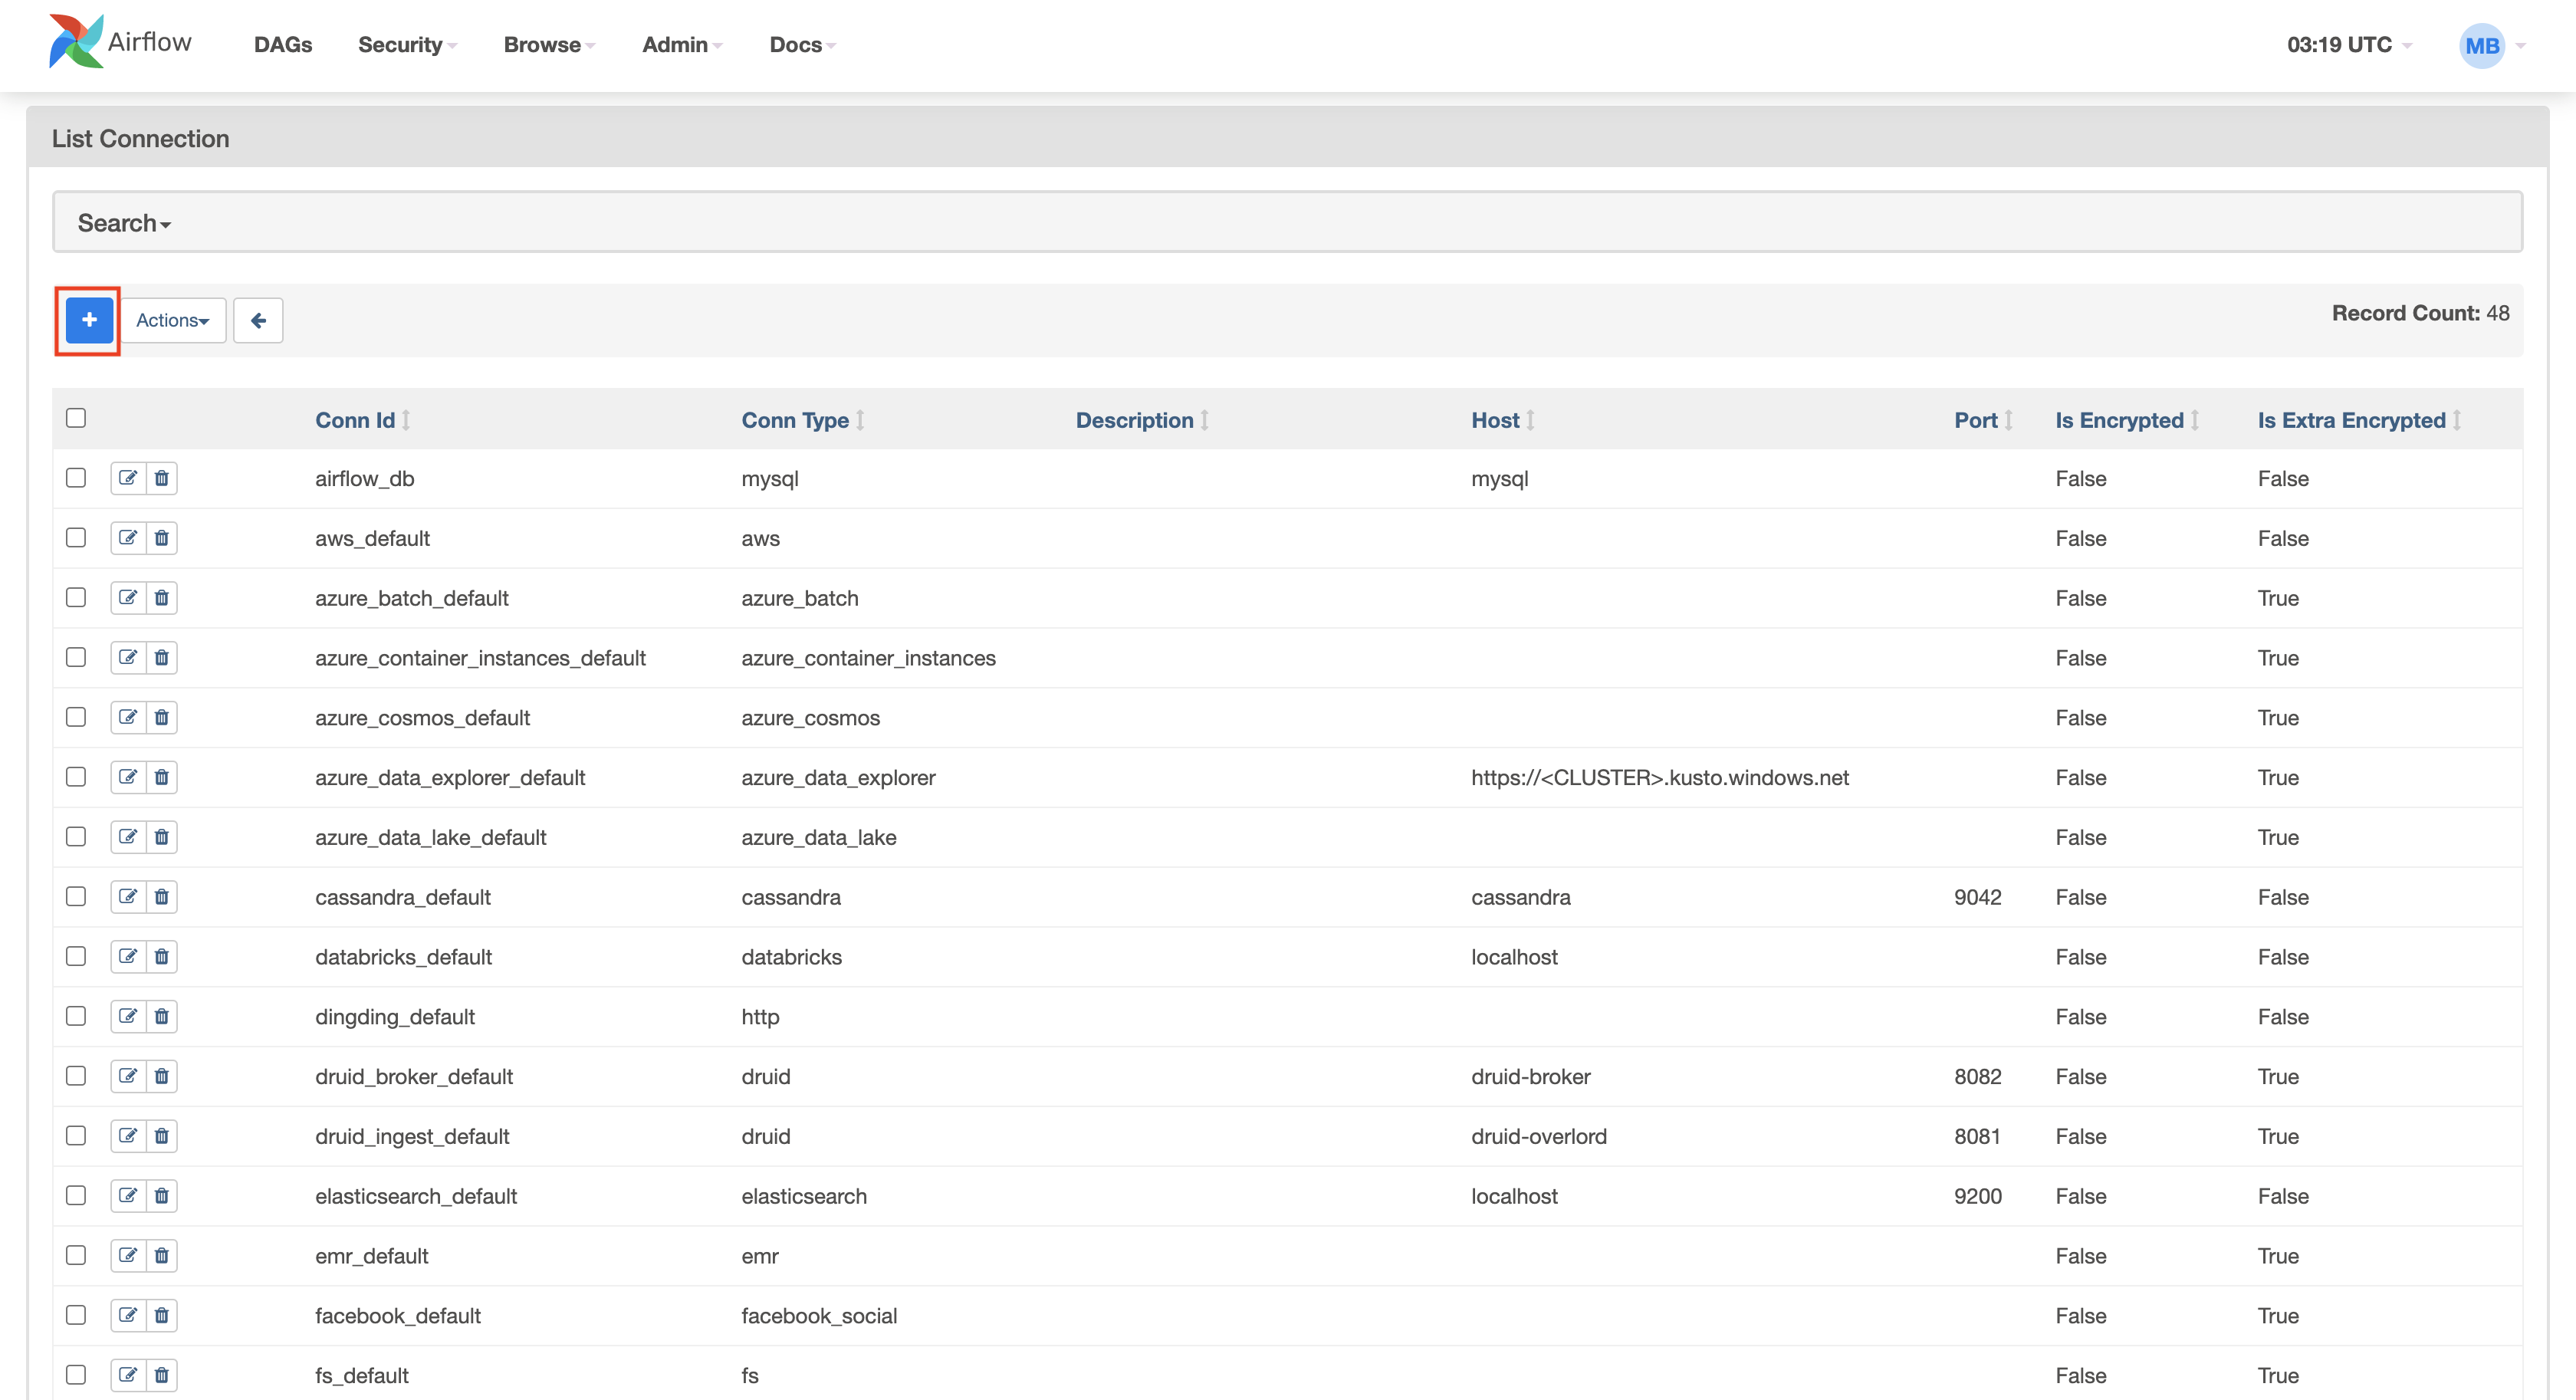 Airflow DAGs Security Browse Admin Docs 03:19 UTC MB
List Connection
Search
+ Actions Record Count: 48
Conn Id Conn Type Description Host Port Is Encrypted Is Extra Encrypted
airflow_db mysql mysql False False
aws_default aws False False
azure_batch_default azure_batch False True
azure_container_instances_default azure_container_instances False True
azure_cosmos_default azure_cosmos False True
azure_data_explorer_default azure_data_explorer https://<CLUSTER>.kusto.windows.net False True
azure_data_lake_default azure_data_lake False True
cassandra_default cassandra cassandra 9042 False False
databricks_default databricks localhost False False
dingding_default http False False
druid_broker_default druid druid-broker 8082 False True
druid_ingest_default druid druid-overlord 8081 False True
elasticsearch_default elasticsearch localhost 9200 False False
emr_default emr False True
facebook_default facebook_social False True
fs_default fs False True